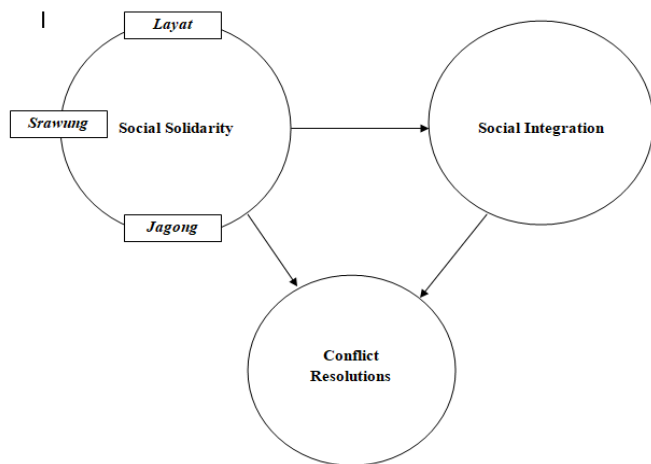 Layat
Srawung
Social Solidarity
Social Integration
Jagong
Conflict
Resolutions